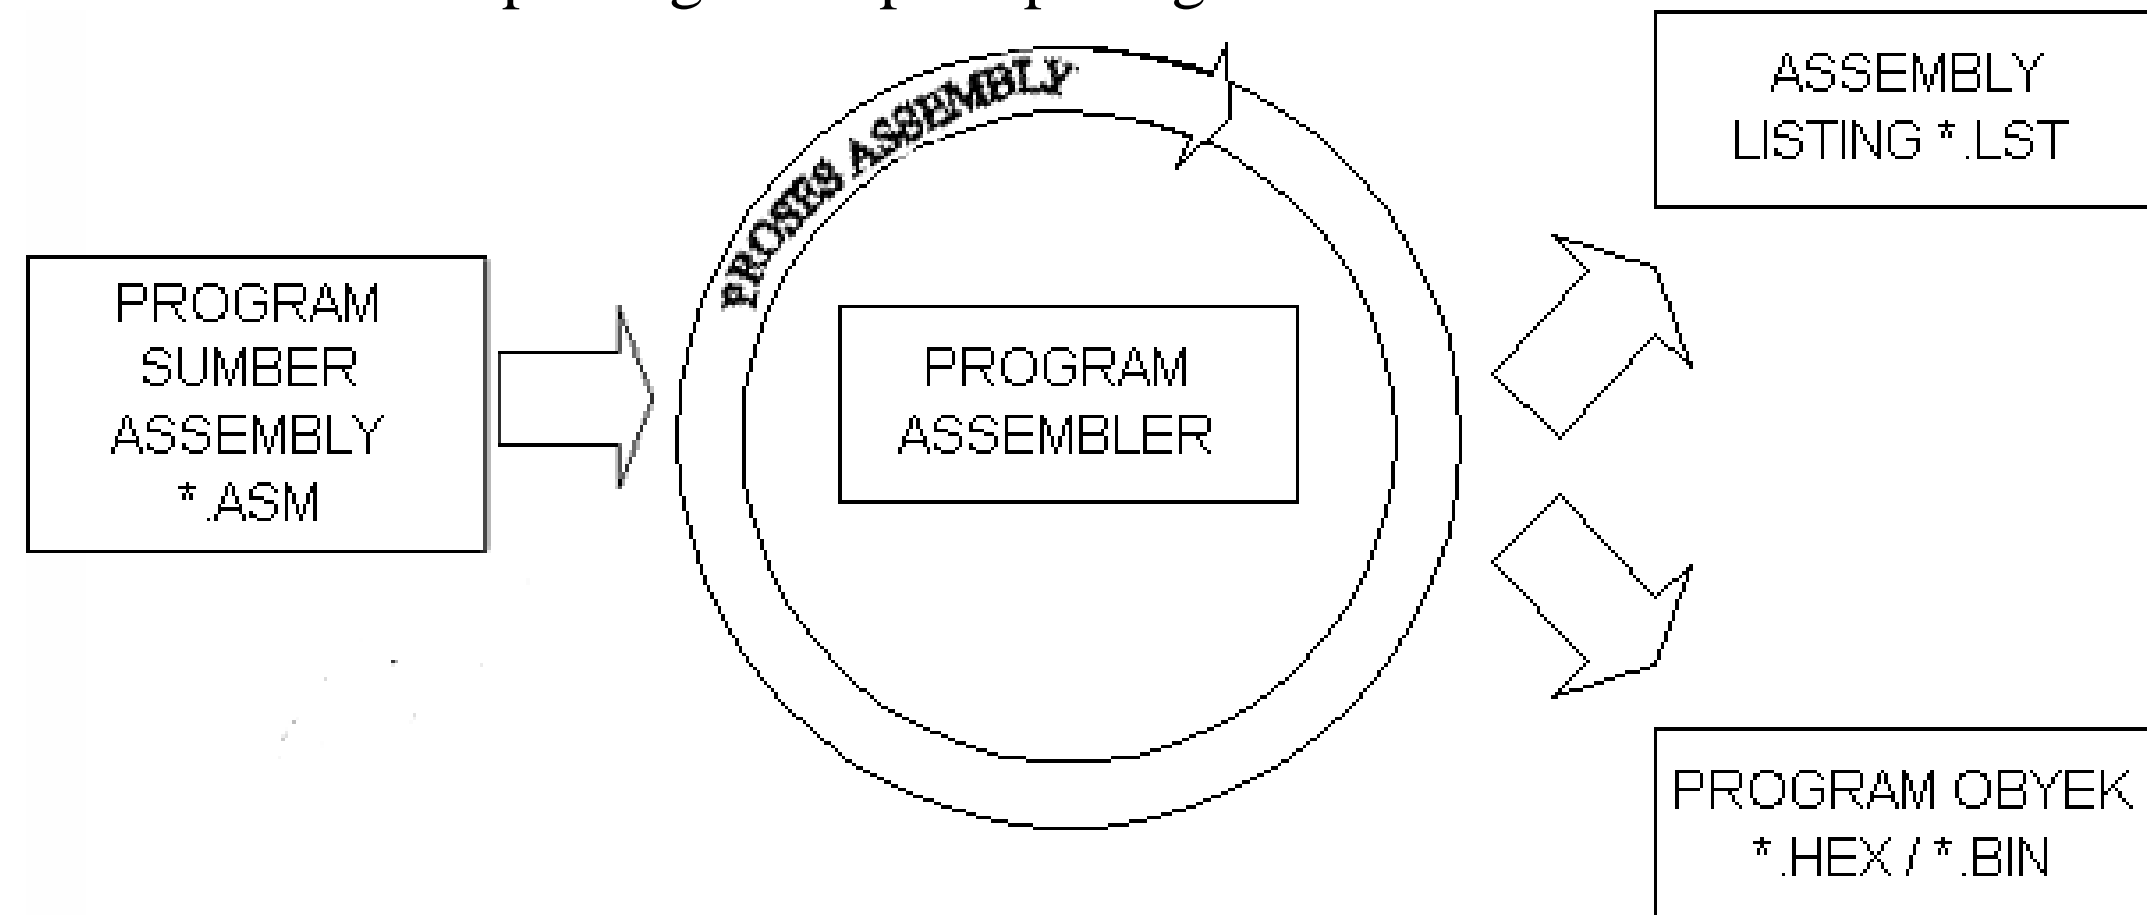 PROSES ASSEMBLY
PROGRAM
SUMBER
ASSEMBLY
*.ASM
PROGRAM
ASSEMBLER
ASSEMBLY
LISTING *.LST
PROGRAM OBYEK
*.HEX / *.BIN